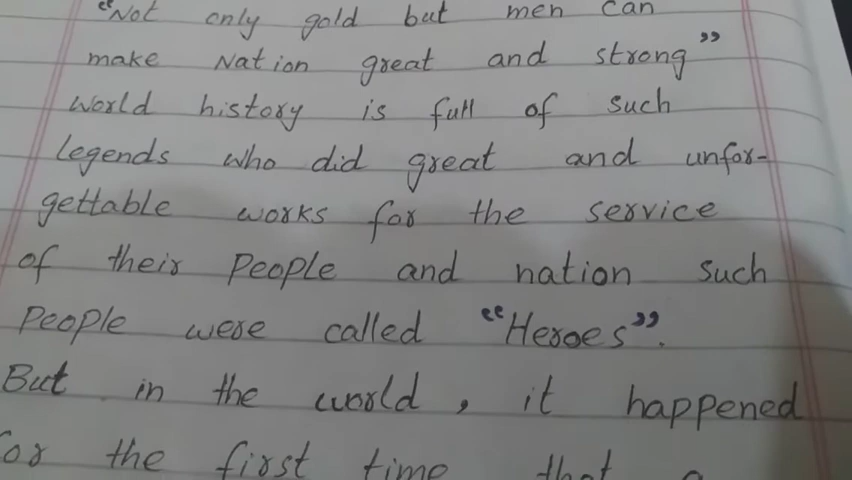 "Not only gold but men can
make Nation great and strong"
World history is full of such
legends who did great and unfor-
gettable works for the service
of their People and nation such
People were called "Heroes".
But in the world, it happened
for the first time that a